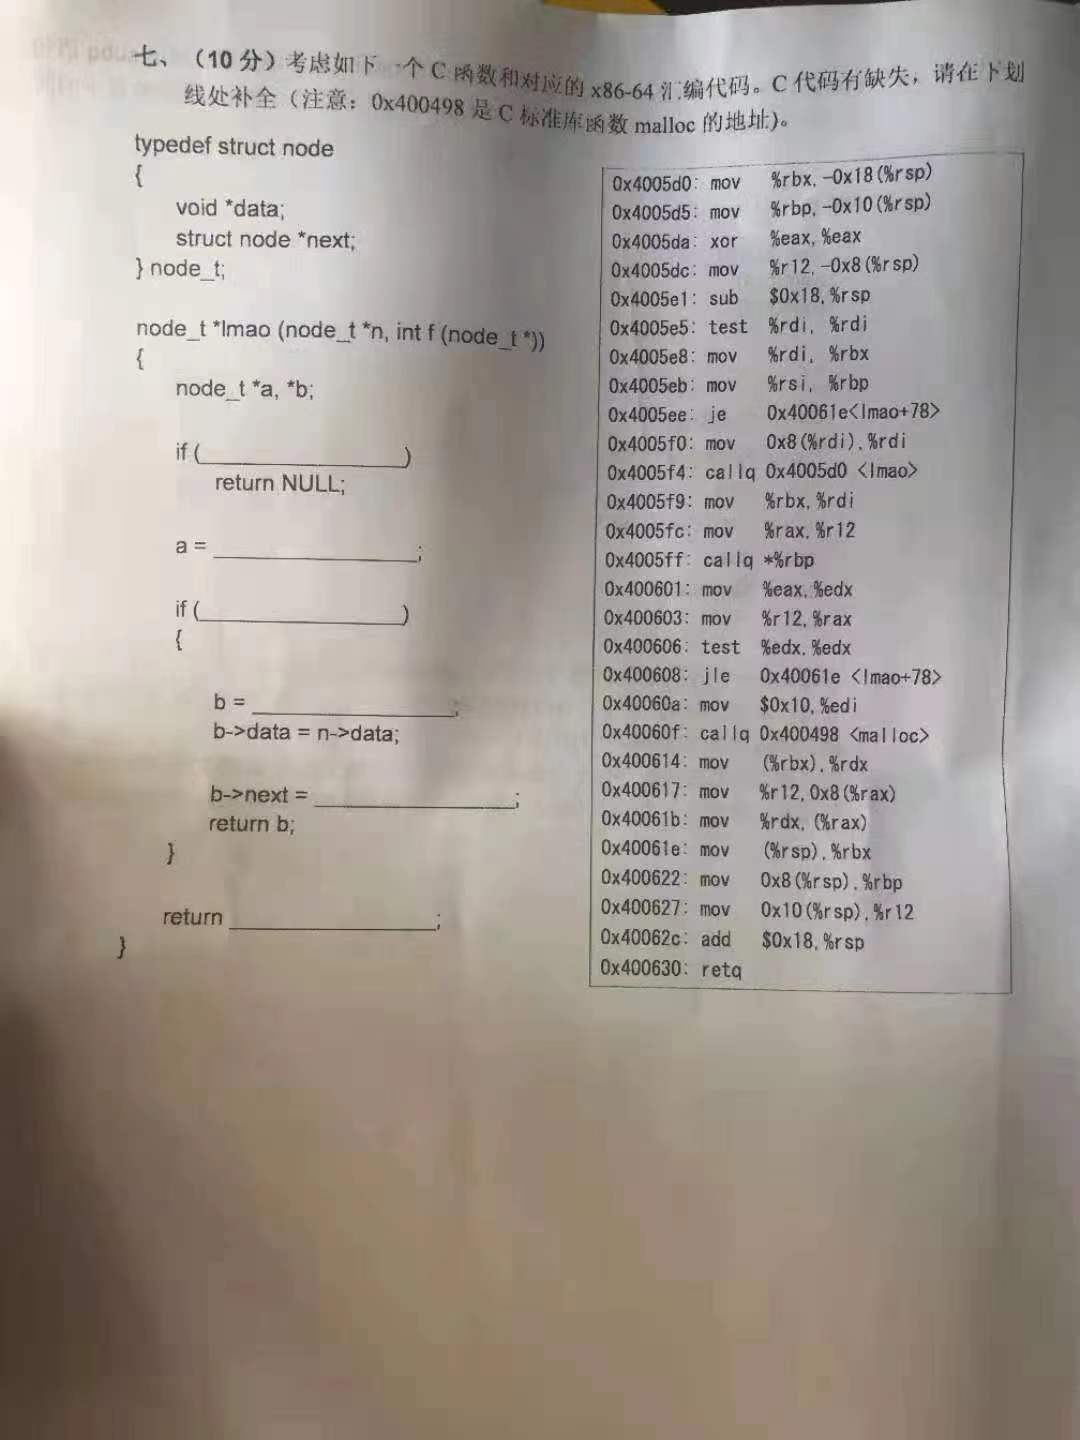 七、（10 分）考虑如下一个 C 函数和对应的 x86-64 汇编代码。C 代码有缺失，请在下划
线处补全（注意：0x400498 是 C 标准库函数 malloc 的地址)。
typedef struct node
{
void *data;
struct node *next;
} node_t;
node_t *lmao (node_t *n, int f (node_t *))
{
node_t *a, *b;
if (____________________)
return NULL;
a = ____________________;
if (____________________)
{
b = ____________________;
b->data = n->data;
b->next = ____________________;
return b;
}
return ____________________;
}
0x4005d0: mov %rbx,-0x18(%rsp)
0x4005d5: mov %rbp,-0x10(%rsp)
0x4005da: xor %eax,%eax
0x4005dc: mov %r12,-0x8(%rsp)
0x4005e1: sub $0x18,%rsp
0x4005e5: test %rdi, %rdi
0x4005e8: mov %rdi, %rbx
0x4005eb: mov %rsi, %rbp
0x4005ee: je 0x40061e<lmao+78>
0x4005f0: mov 0x8(%rdi),%rdi
0x4005f4: callq 0x4005d0 <lmao>
0x4005f9: mov %rbx,%rdi
0x4005fc: mov %rax,%r12
0x4005ff: callq *%rbp
0x400601: mov %eax,%edx
0x400603: mov %r12,%rax
0x400606: test %edx,%edx
0x400608: jle 0x40061e <lmao+78>
0x40060a: mov $0x10,%edi
0x40060f: callq 0x400498 <malloc>
0x400614: mov (%rbx),%rdx
0x400617: mov %r12,0x8(%rax)
0x40061b: mov %rdx,(%rax)
0x40061e: mov (%rsp),%rbx
0x400622: mov 0x8(%rsp),%rbp
0x400627: mov 0x10(%rsp),%r12
0x40062c: add $0x18,%rsp
0x400630: retq